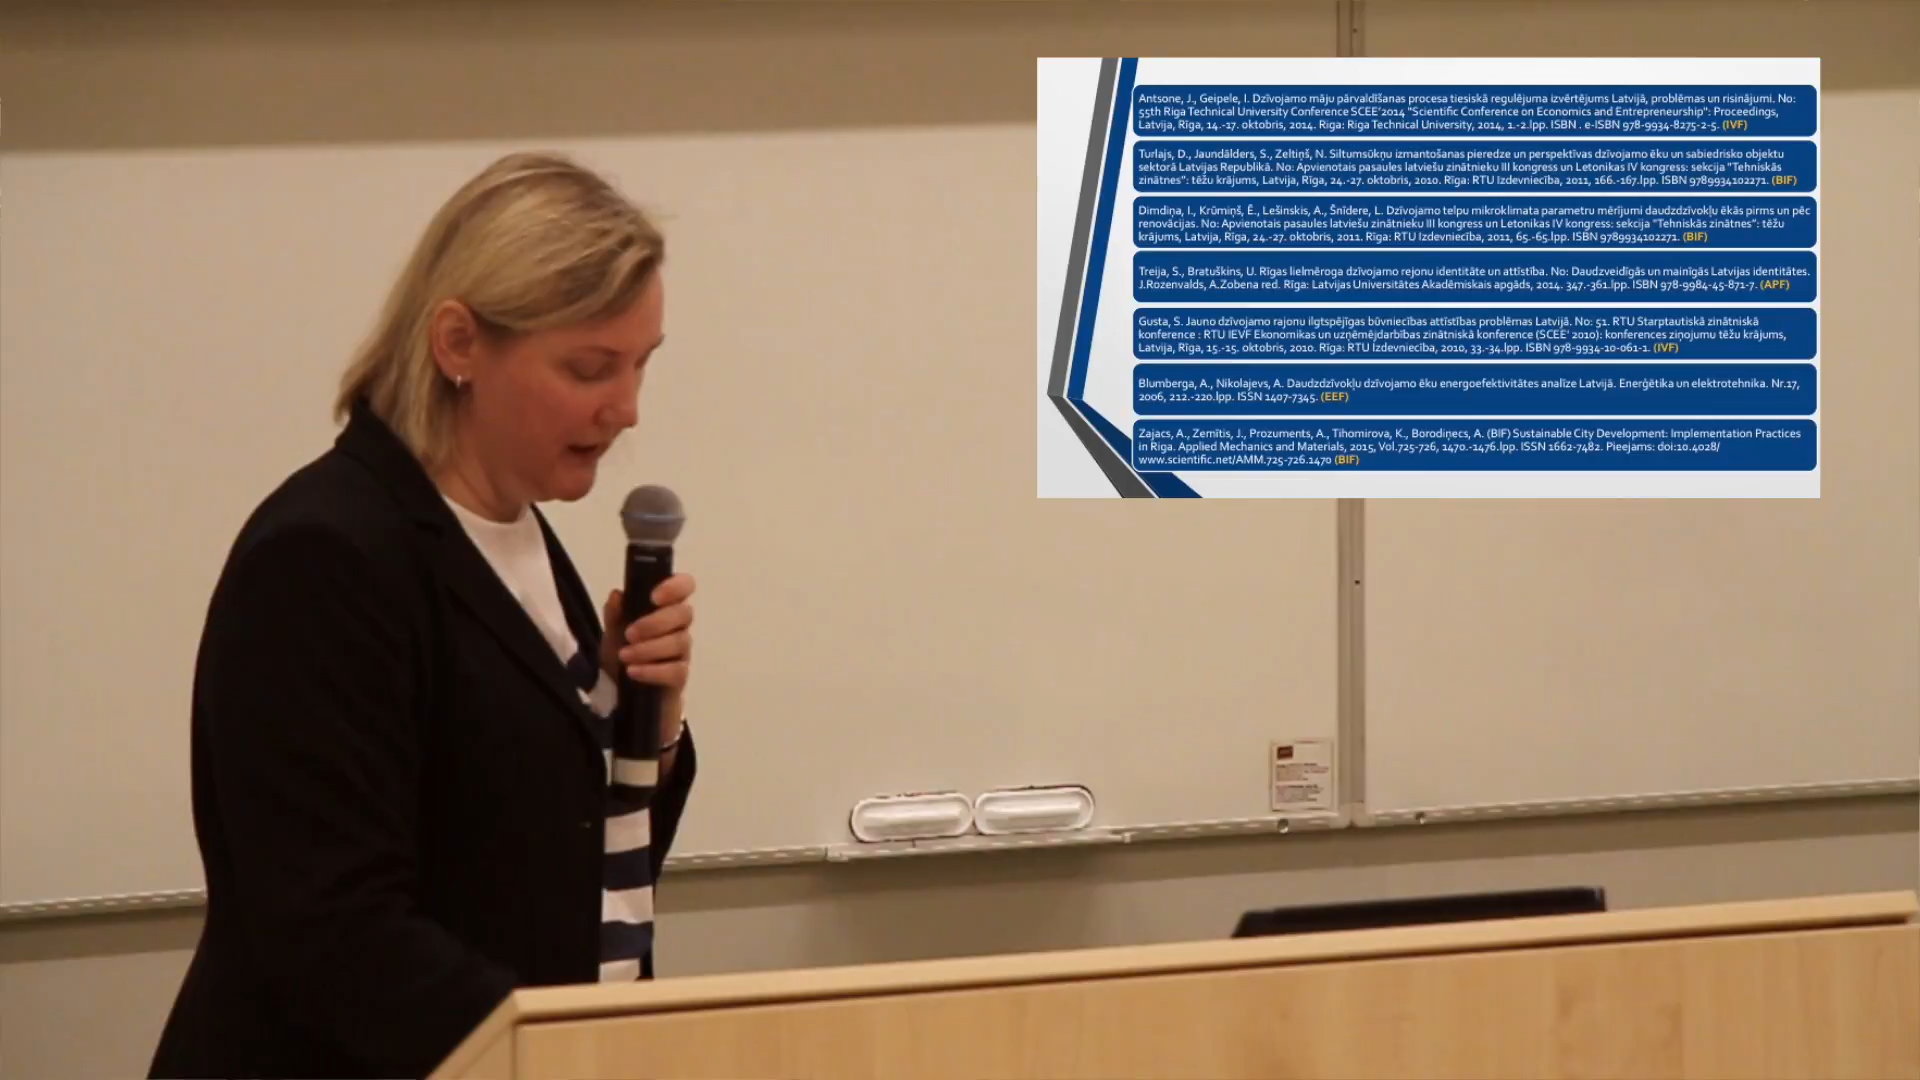 Antsone, J., Geipele, I. Dzīvojamo māju pārvaldīšanas procesa tiesiskā regulējuma izvērtējums Latvijā, problēmas un risinājumi. No:
55th Riga Technical University Conference SCEE'2014 "Scientific Conference on Economics and Entrepreneurship": Proceedings,
Latvija, Rīga, 14.-17. oktobris, 2014. Riga: Riga Technical University, 2014, 1.-2.lpp. ISBN . e-ISBN 978-9934-8275-2-5. (IVF)
Turlajs, D., Jaundālders, S., Zeltiņš, N. Siltumsūkņu izmantošanas pieredze un perspektīvas dzīvojamo ēku un sabiedrisko objektu
sektorā Latvijas Republikā. No: Apvienotais pasaules latviešu zinātnieku III kongress un Letonikas IV kongress: sekcija "Tehniskās
zinātnes": tēžu krājums, Latvija, Rīga, 24.-27. oktobris, 2010. Rīga: RTU Izdevniecība, 2011, 166.-167.lpp. ISBN 9789934102271. (BIF)
Dimdiņa, I., Krūmiņš, Ē., Lešinskis, A., Šnīdere, L. Dzīvojamo telpu mikroklimata parametru mērījumi daudzdzīvokļu ēkās pirms un pēc
renovācijas. No: Apvienotais pasaules latviešu zinātnieku III kongress un Letonikas IV kongress: sekcija "Tehniskās zinātnes": tēžu
krājums, Latvija, Rīga, 24.-27. oktobris, 2011. Rīga: RTU Izdevniecība, 2011, 65.-65.lpp. ISBN 9789934102271. (BIF)
Treija, S., Bratuškins, U. Rīgas lielmēroga dzīvojamo rejonu identitāte un attīstība. No: Daudzveidīgās un mainīgās Latvijas identitātes.
J.Rozenvalds, A.Zobena red. Rīga: Latvijas Universitātes Akadēmiskais apgāds, 2014. 347.-361.lpp. ISBN 978-9984-45-871-7. (APF)
Gusta, S. Jauno dzīvojamo rajonu ilgtspējīgas būvniecības attīstības problēmas Latvijā. No: 51. RTU Starptautiskā zinātniskā
konference : RTU IEVF Ekonomikas un uzņēmējdarbības zinātniskā konference (SCEE' 2010): konferences ziņojumu tēžu krājums,
Latvija, Rīga, 15.-15. oktobris, 2010. Rīga: RTU Izdevniecība, 2010, 33.-34.lpp. ISBN 978-9934-10-061-1. (IVF)
Blumberga, A., Nikolajevs, A. Daudzdzīvokļu dzīvojamo ēku energoefektivitātes analīze Latvijā. Enerģētika un elektrotehnika. Nr.17,
2006, 212.-220.lpp. ISSN 1407-7345. (EEF)
Zajacs, A., Zemītis, J., Prozuments, A., Tihomirova, K., Borodiņecs, A. (BIF) Sustainable City Development: Implementation Practices
in Riga. Applied Mechanics and Materials, 2015, Vol.725-726, 1470.-1476.lpp. ISSN 1662-7482. Pieejams: doi:10.4028/
www.scientific.net/AMM.725-726.1470 (BIF)